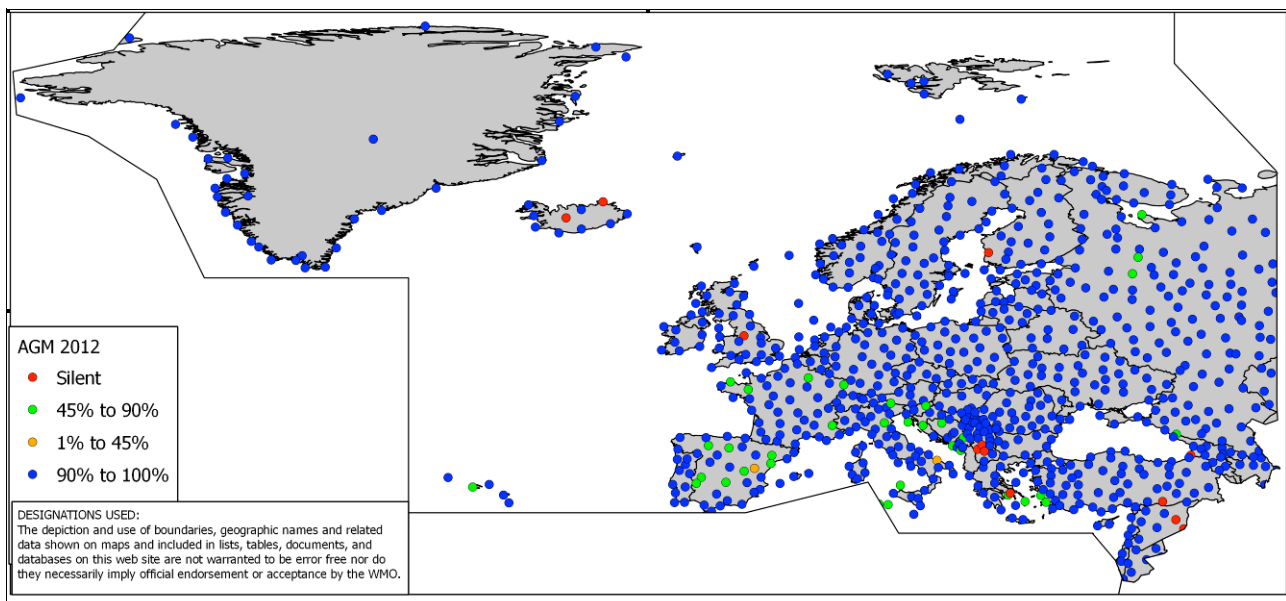 AGM 2012
Silent
45% to 90%
1% to 45%
90% to 100%
DESIGNATIONS USED:
The depiction and use of boundaries, geographic names and related
data shown on maps and included in lists, tables, documents, and
databases on this web site are not warranted to be error free nor do
they necessarily imply official endorsement or acceptance by the WMO.